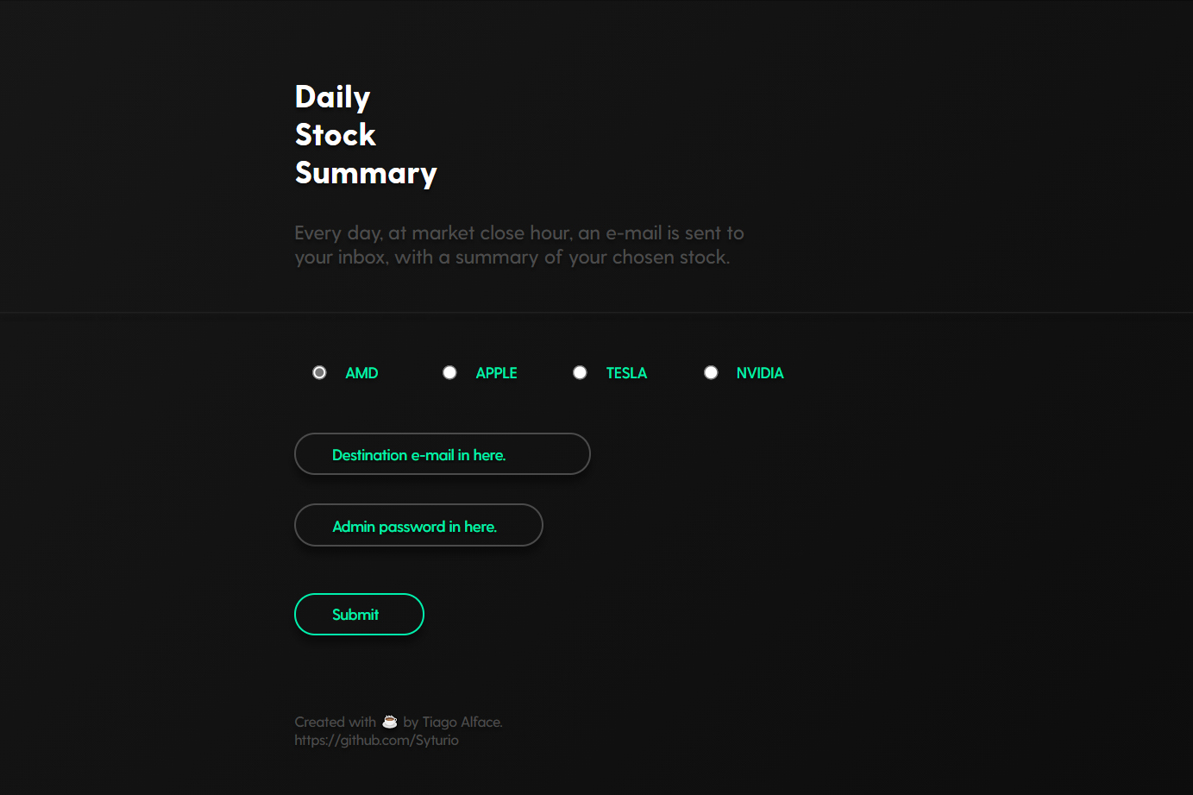 Daily
Stock
Summary
Every day, at market close hour, an e-mail is sent to
your inbox, with a summary of your chosen stock.
AMD APPLE TESLA NVIDIA
Destination e-mail in here.
Admin password in here.
Submit
Created with ☕ by Tiago Alface.
https://github.com/Syturio